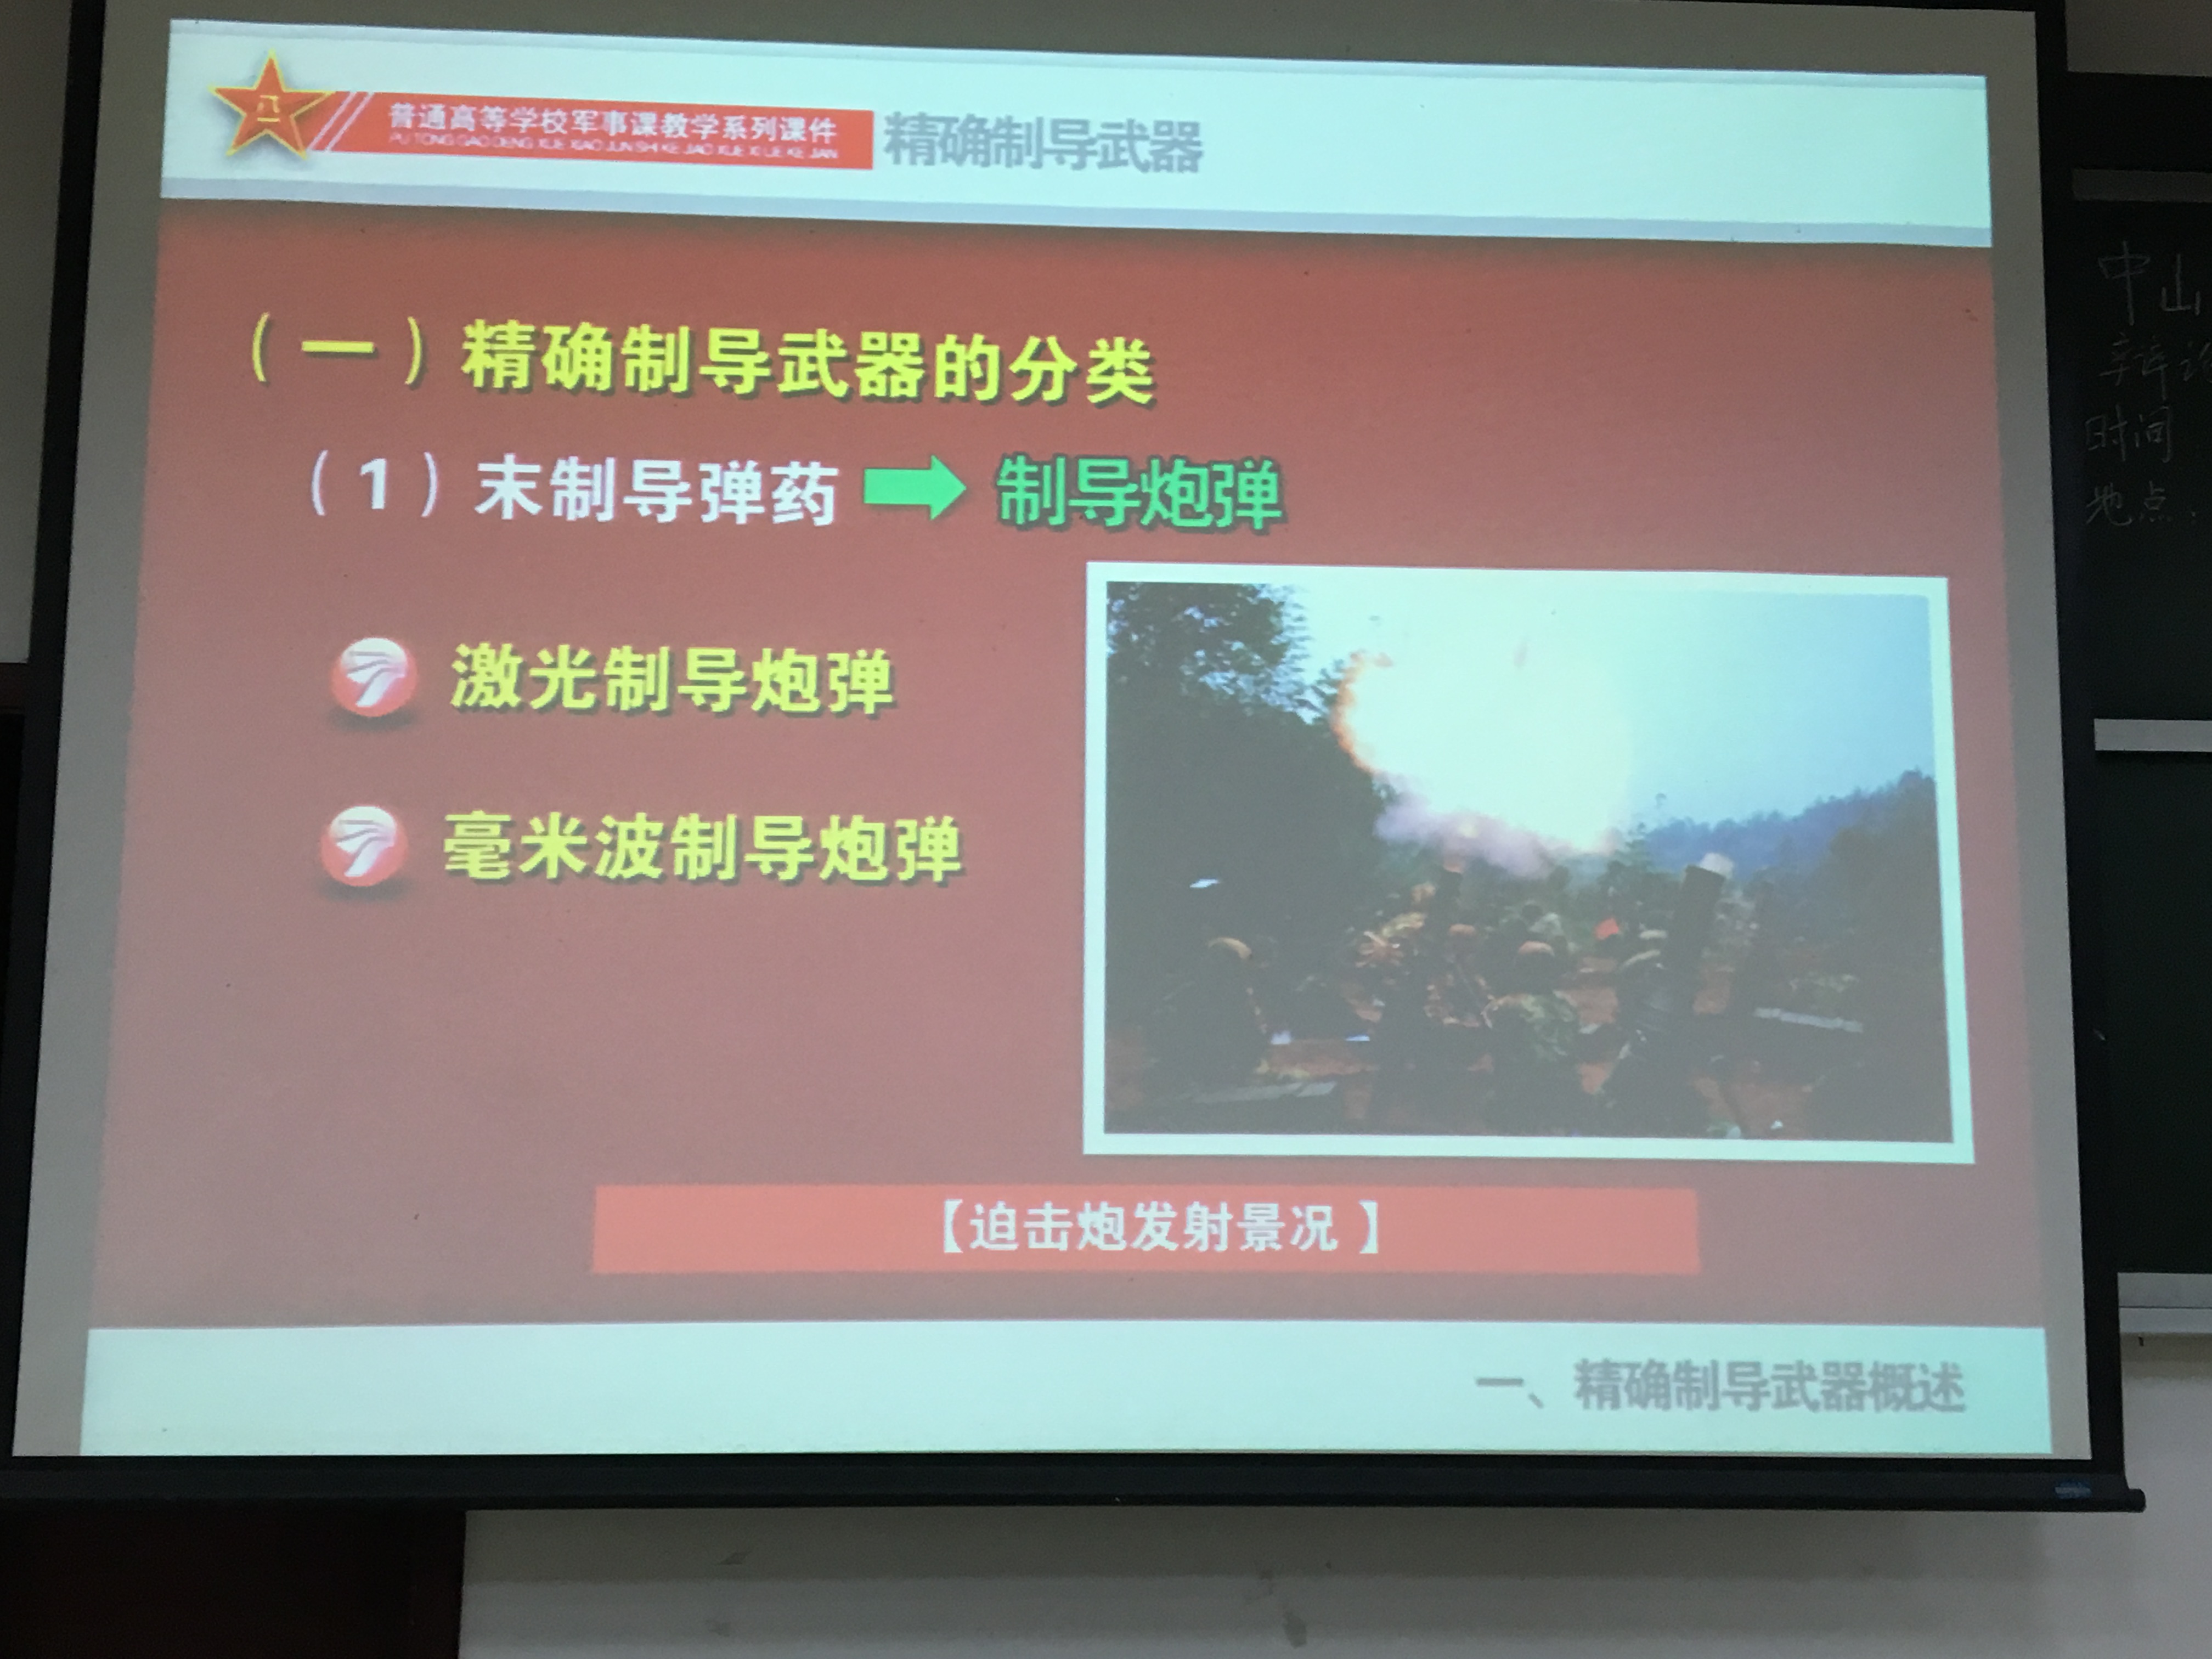 八一
普通高等学校军事课教学系列课件
PU TONG GAO DENG XUE XIAO JUN SHI KE JIAO XUE XI LIE KE JIAN
精确制导武器
（一）精确制导武器的分类
（1）末制导弹药 制导炮弹
激光制导炮弹
毫米波制导炮弹
【迫击炮发射景况 】
一、精确制导武器概述
中山
辩论
时间
地点：